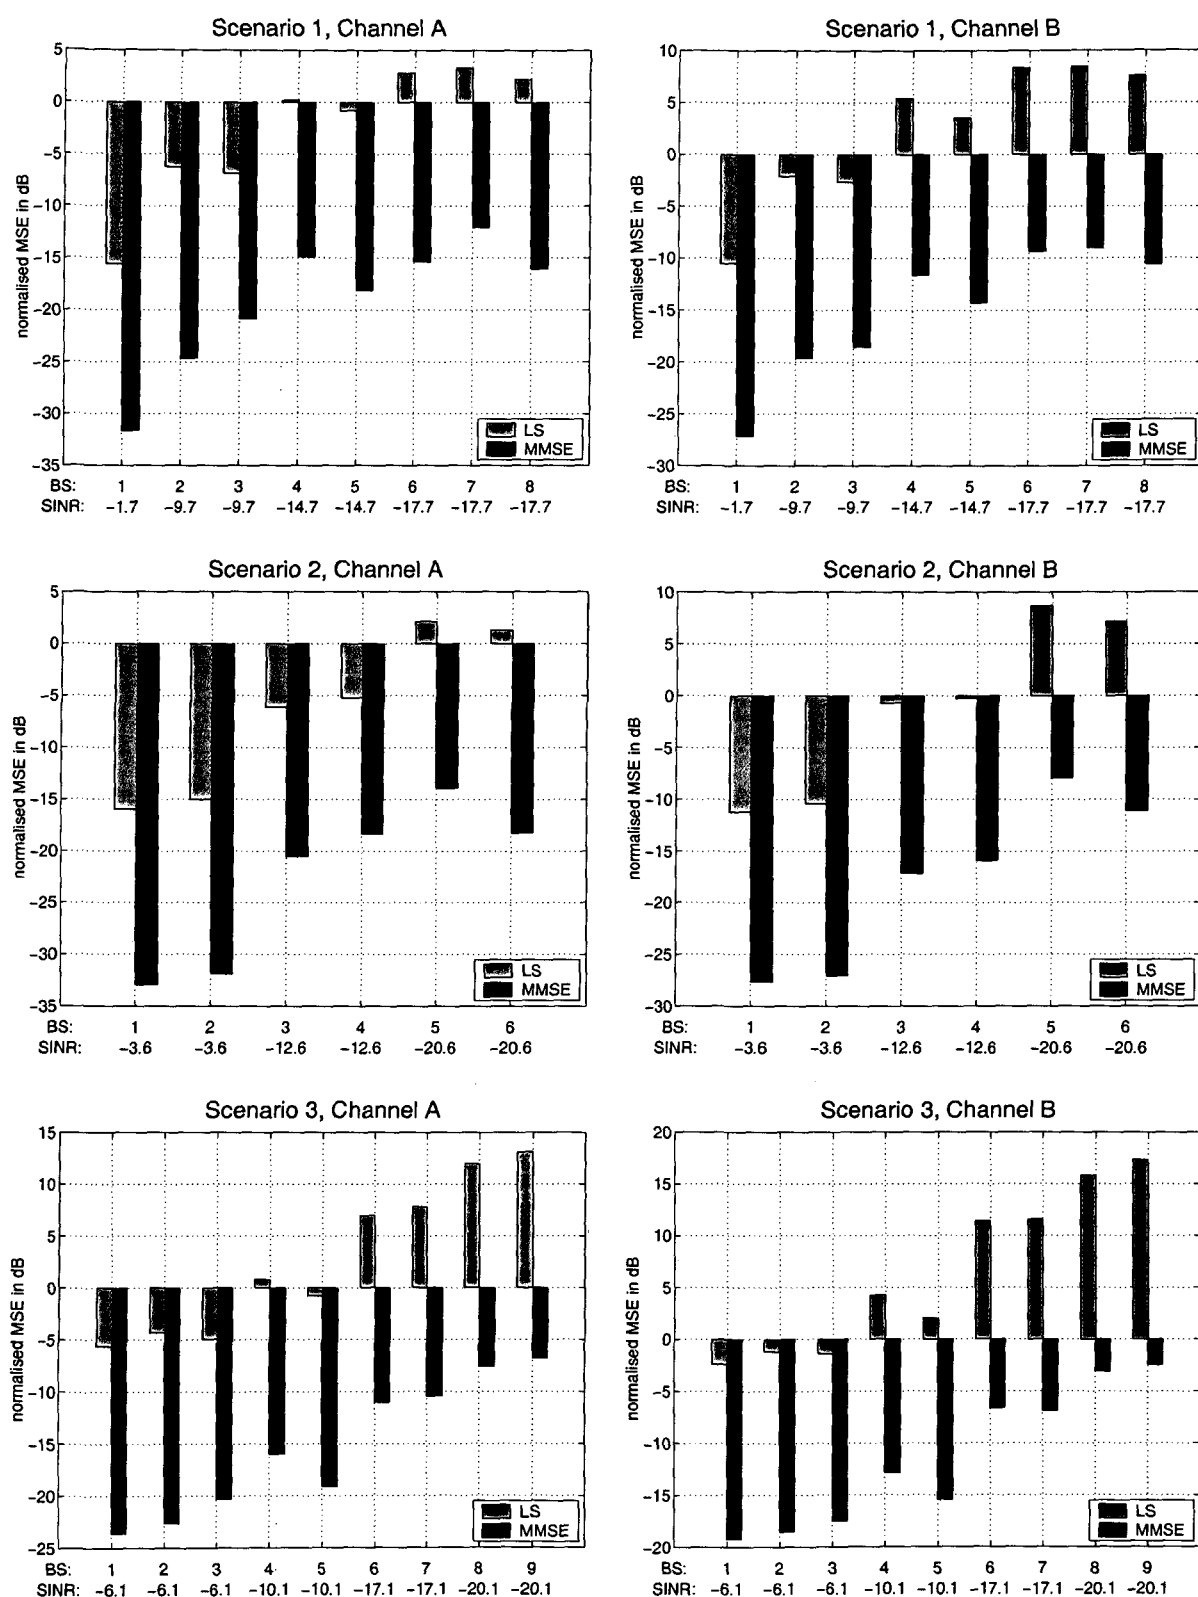 Scenario 1, Channel A
normalised MSE in dB
5
0
−5
−10
−15
−20
−25
−30
−35
LS
MMSE
BS: 1 2 3 4 5 6 7 8
SINR: −1.7 −9.7 −9.7 −14.7 −14.7 −17.7 −17.7 −17.7
Scenario 1, Channel B
normalised MSE in dB
10
5
0
−5
−10
−15
−20
−25
−30
LS
MMSE
BS: 1 2 3 4 5 6 7 8
SINR: −1.7 −9.7 −9.7 −14.7 −14.7 −17.7 −17.7 −17.7
Scenario 2, Channel A
normalised MSE in dB
5
0
−5
−10
−15
−20
−25
−30
−35
LS
MMSE
BS: 1 2 3 4 5 6
SINR: −3.6 −3.6 −12.6 −12.6 −20.6 −20.6
Scenario 2, Channel B
normalised MSE in dB
10
5
0
−5
−10
−15
−20
−25
−30
LS
MMSE
BS: 1 2 3 4 5 6
SINR: −3.6 −3.6 −12.6 −12.6 −20.6 −20.6
Scenario 3, Channel A
normalised MSE in dB
15
10
5
0
−5
−10
−15
−20
−25
LS
MMSE
BS: 1 2 3 4 5 6 7 8 9
SINR: −6.1 −6.1 −6.1 −10.1 −10.1 −17.1 −17.1 −20.1 −20.1
Scenario 3, Channel B
normalised MSE in dB
20
15
10
5
0
−5
−10
−15
−20
LS
MMSE
BS: 1 2 3 4 5 6 7 8 9
SINR: −6.1 −6.1 −6.1 −10.1 −10.1 −17.1 −17.1 −20.1 −20.1